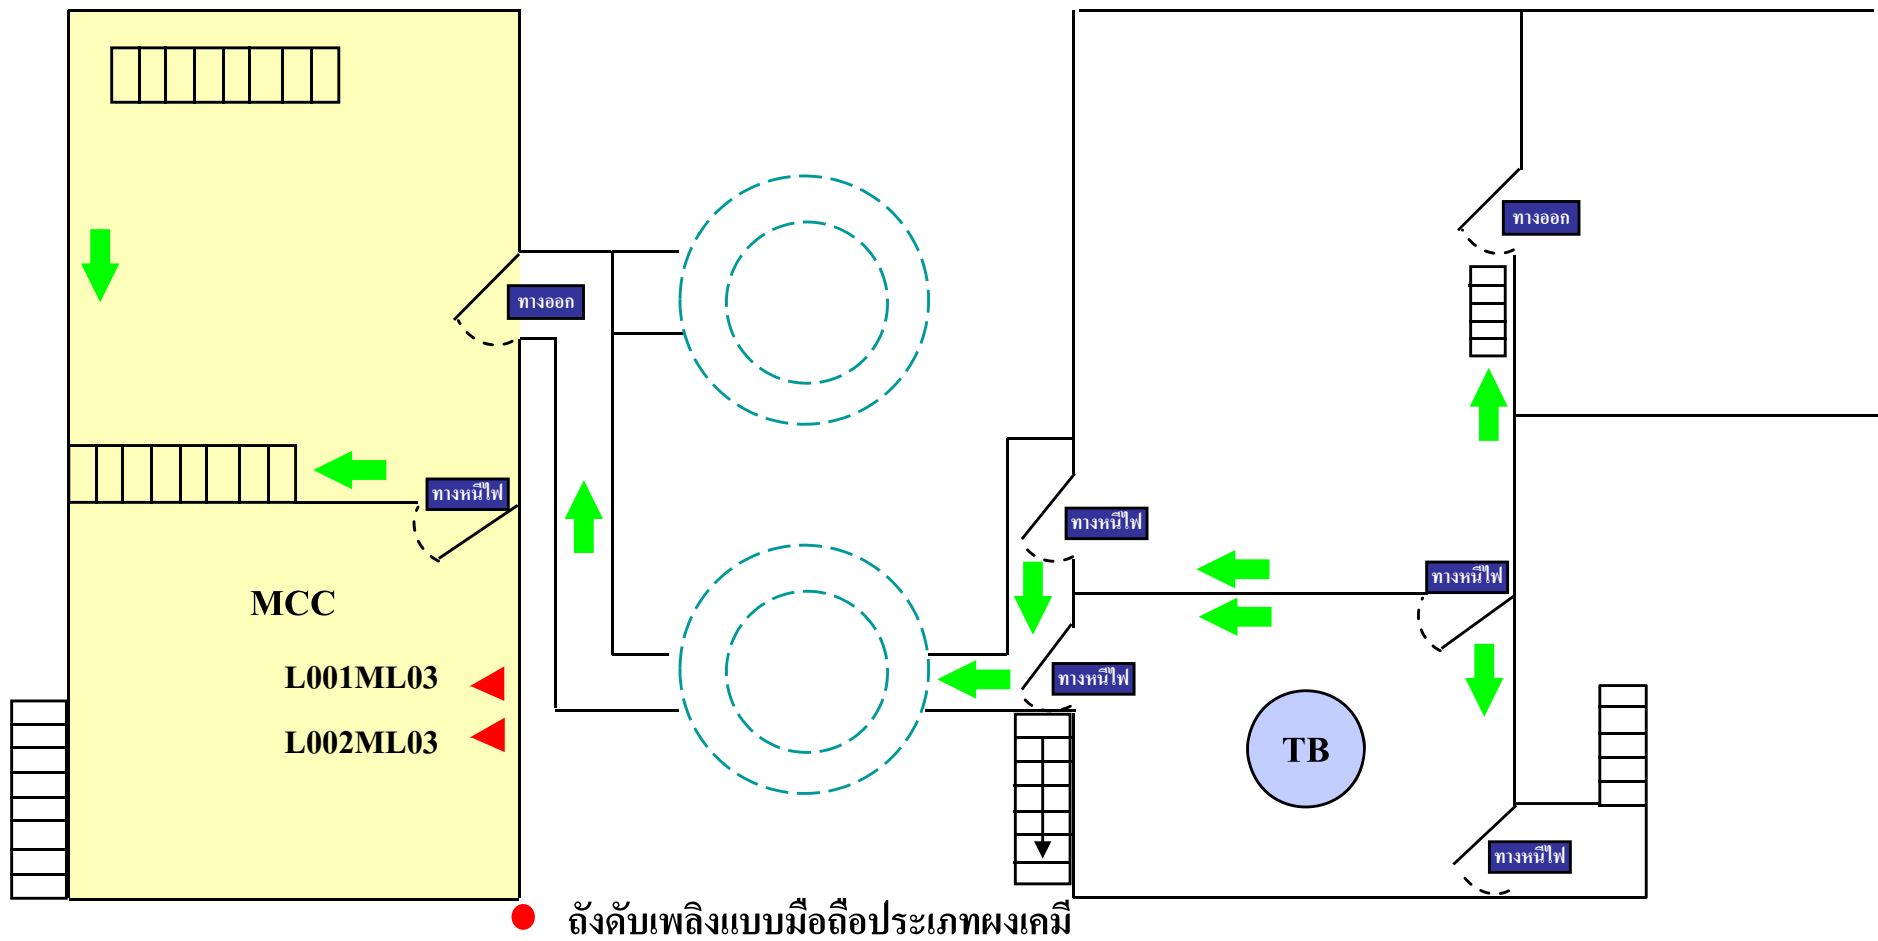 ทางออก
ทางออก
ทางหนีไฟ
ทางหนีไฟ
ทางหนีไฟ
MCC
L001ML03
ทางหนีไฟ
L002ML03
TB
ทางหนีไฟ
ถังดับเพลิงแบบมือถือประเภทผงเคมี